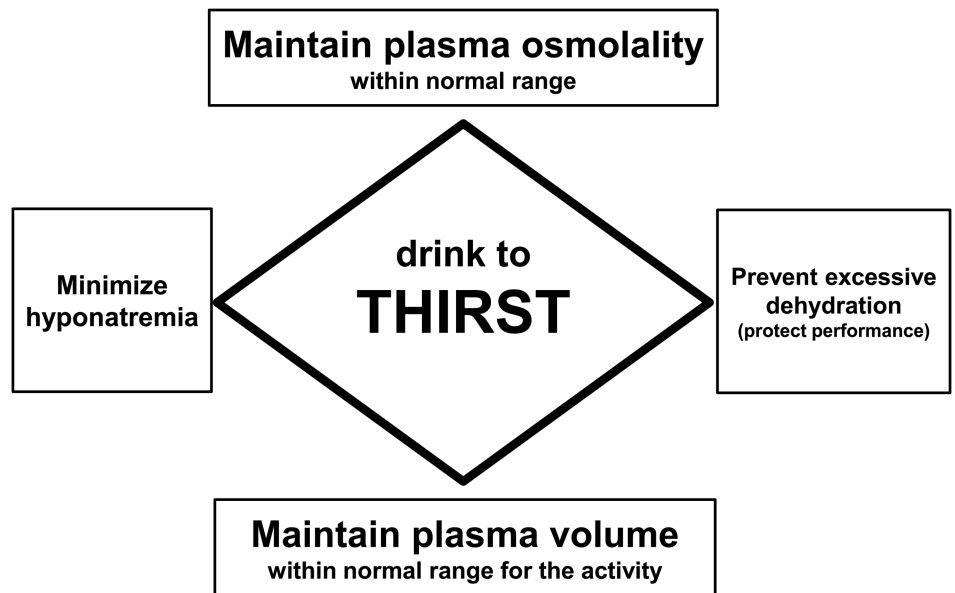 Maintain plasma osmolality
within normal range
Minimize
hyponatremia
drink to
THIRST
Prevent excessive
dehydration
(protect performance)
Maintain plasma volume
within normal range for the activity